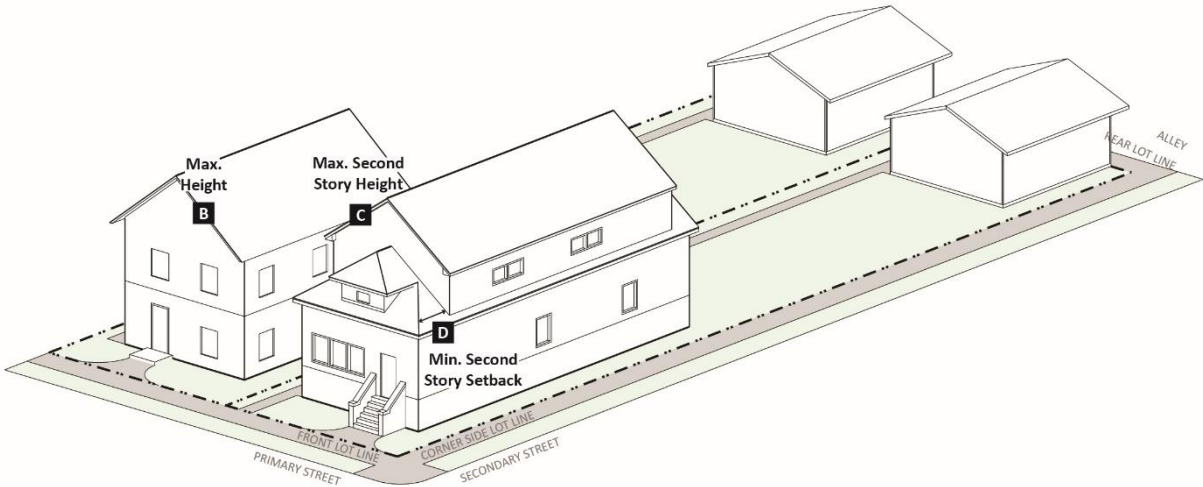 Max.
Height
B
Max. Second
Story Height
C
D
Min. Second
Story Setback
ALLEY
REAR LOT LINE
FRONT LOT LINE
CORNER SIDE LOT LINE
PRIMARY STREET
SECONDARY STREET